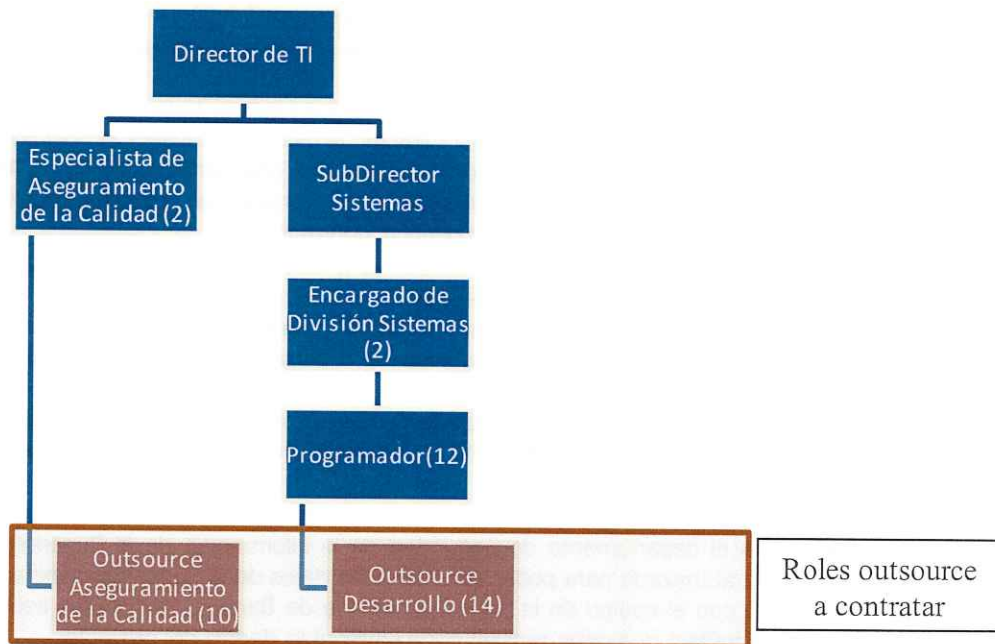 Director de TI
Especialista de
Aseguramiento
de la Calidad (2)
SubDirector
Sistemas
Encargado de
División Sistemas
(2)
Programador(12)
Outsource
Aseguramiento
de la Calidad (10)
Outsource
Desarrollo (14)
Roles outsource
a contratar